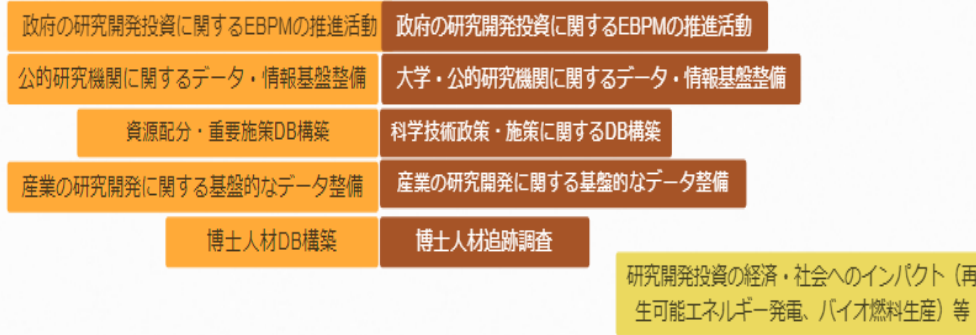 政府の研究開発投資に関するEBPMの推進活動 政府の研究開発投資に関するEBPMの推進活動
公的研究機関に関するデータ・情報基盤整備 大学・公的研究機関に関するデータ・情報基盤整備
資源配分・重要施策DB構築 科学技術政策・施策に関するDB構築
産業の研究開発に関する基盤的なデータ整備 産業の研究開発に関する基盤的なデータ整備
博士人材DB構築 博士人材追跡調査
研究開発投資の経済・社会へのインパクト（再
生可能エネルギー発電、バイオ燃料生産）等